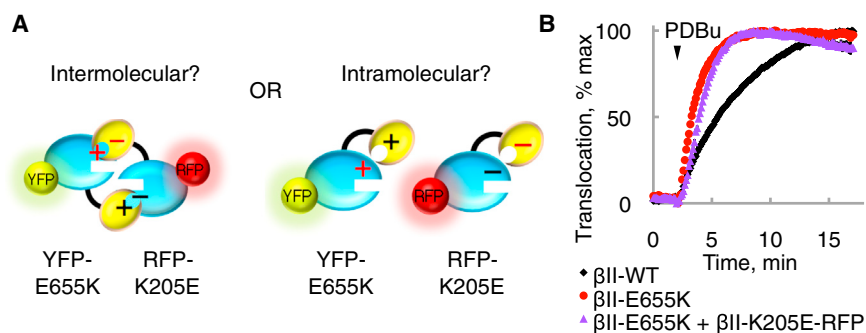 A
Intermolecular?
OR
Intramolecular?
+
−
YFP
RFP
+
−
+
+
YFP
−
−
RFP
YFP-
E655K
RFP-
K205E
YFP-
E655K
RFP-
K205E
B
PDBu
Translocation, % max
100
50
0
0 5 10 15
Time, min
βII-WT
βII-E655K
βII-E655K + βII-K205E-RFP